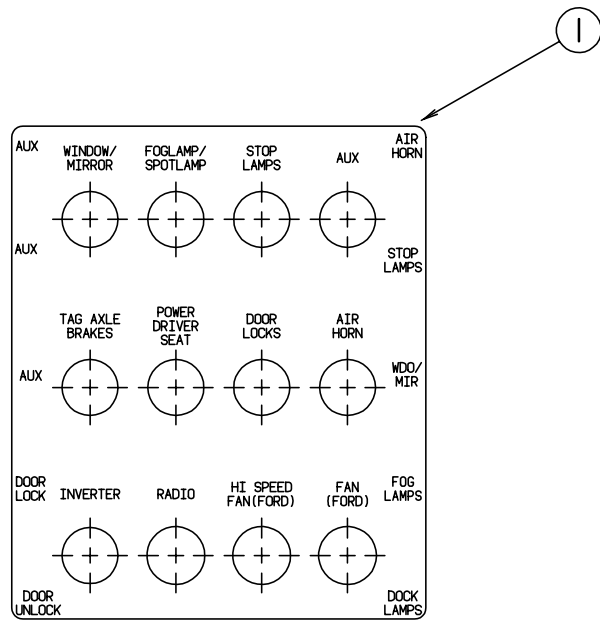 1
AUX
WINDOW/
MIRROR
FOGLAMP/
SPOTLAMP
STOP
LAMPS
AUX
AIR
HORN
AUX
STOP
LAMPS
TAG AXLE
BRAKES
POWER
DRIVER
SEAT
DOOR
LOCKS
AIR
HORN
AUX
WDO/
MIR
DOOR
LOCK
INVERTER
RADIO
HI SPEED
FAN(FORD)
FAN
(FORD)
FOG
LAMPS
DOOR
UNLOCK
DOCK
LAMPS